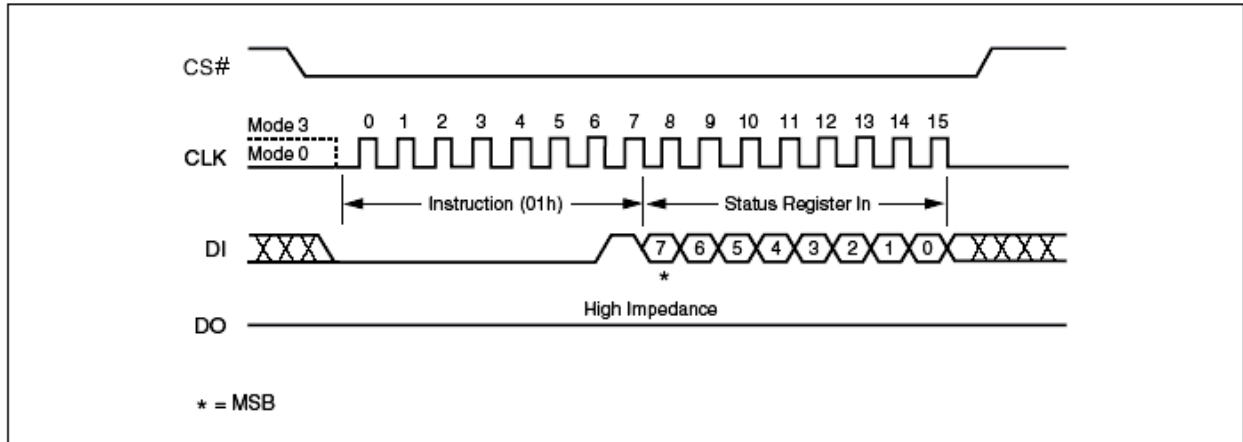 CS#
Mode 3
0 1 2 3 4 5 6 7 8 9 10 11 12 13 14 15
CLK
Mode 0
Instruction (01h)
Status Register In
DI
7 6 5 4 3 2 1 0
*
High Impedance
DO
* = MSB